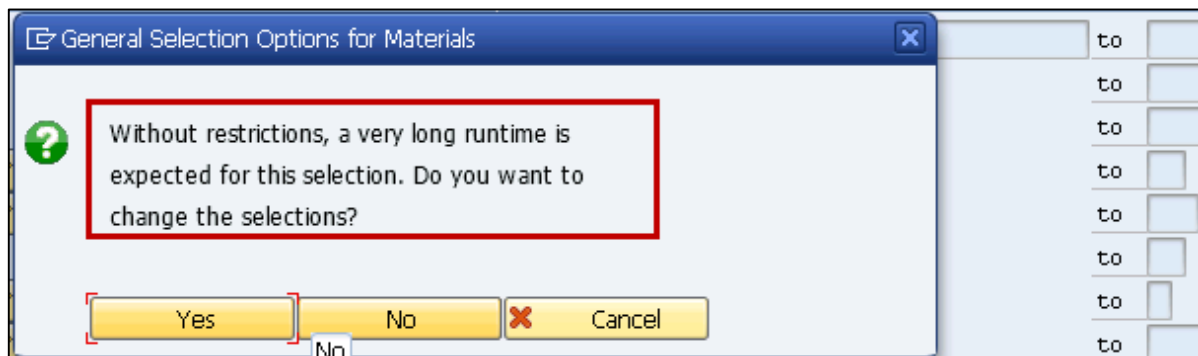 General Selection Options for Materials
Without restrictions, a very long runtime is
expected for this selection. Do you want to
change the selections?
Yes No Cancel
No
to
to
to
to
to
to
to
to